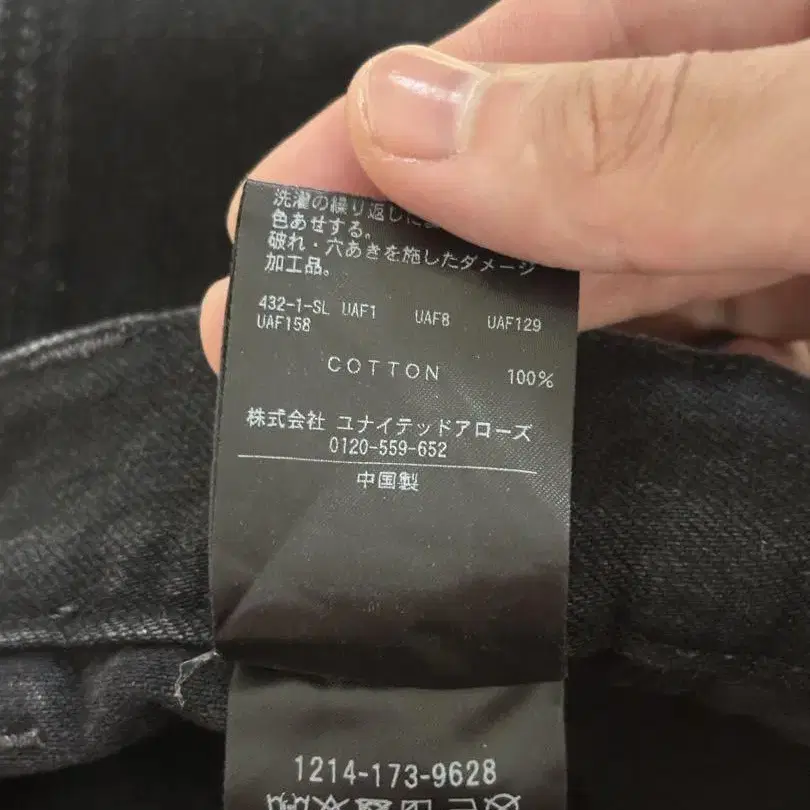 洗濯の繰り返しに
色あせする。
破れ・穴あきを施したダメージ
加工品。
432-1-SL UAF1 UAF8 UAF129
UAF158
COTTON 100%
株式会社 ユナイテッドアローズ
0120-559-652
中国製
1214-173-9628